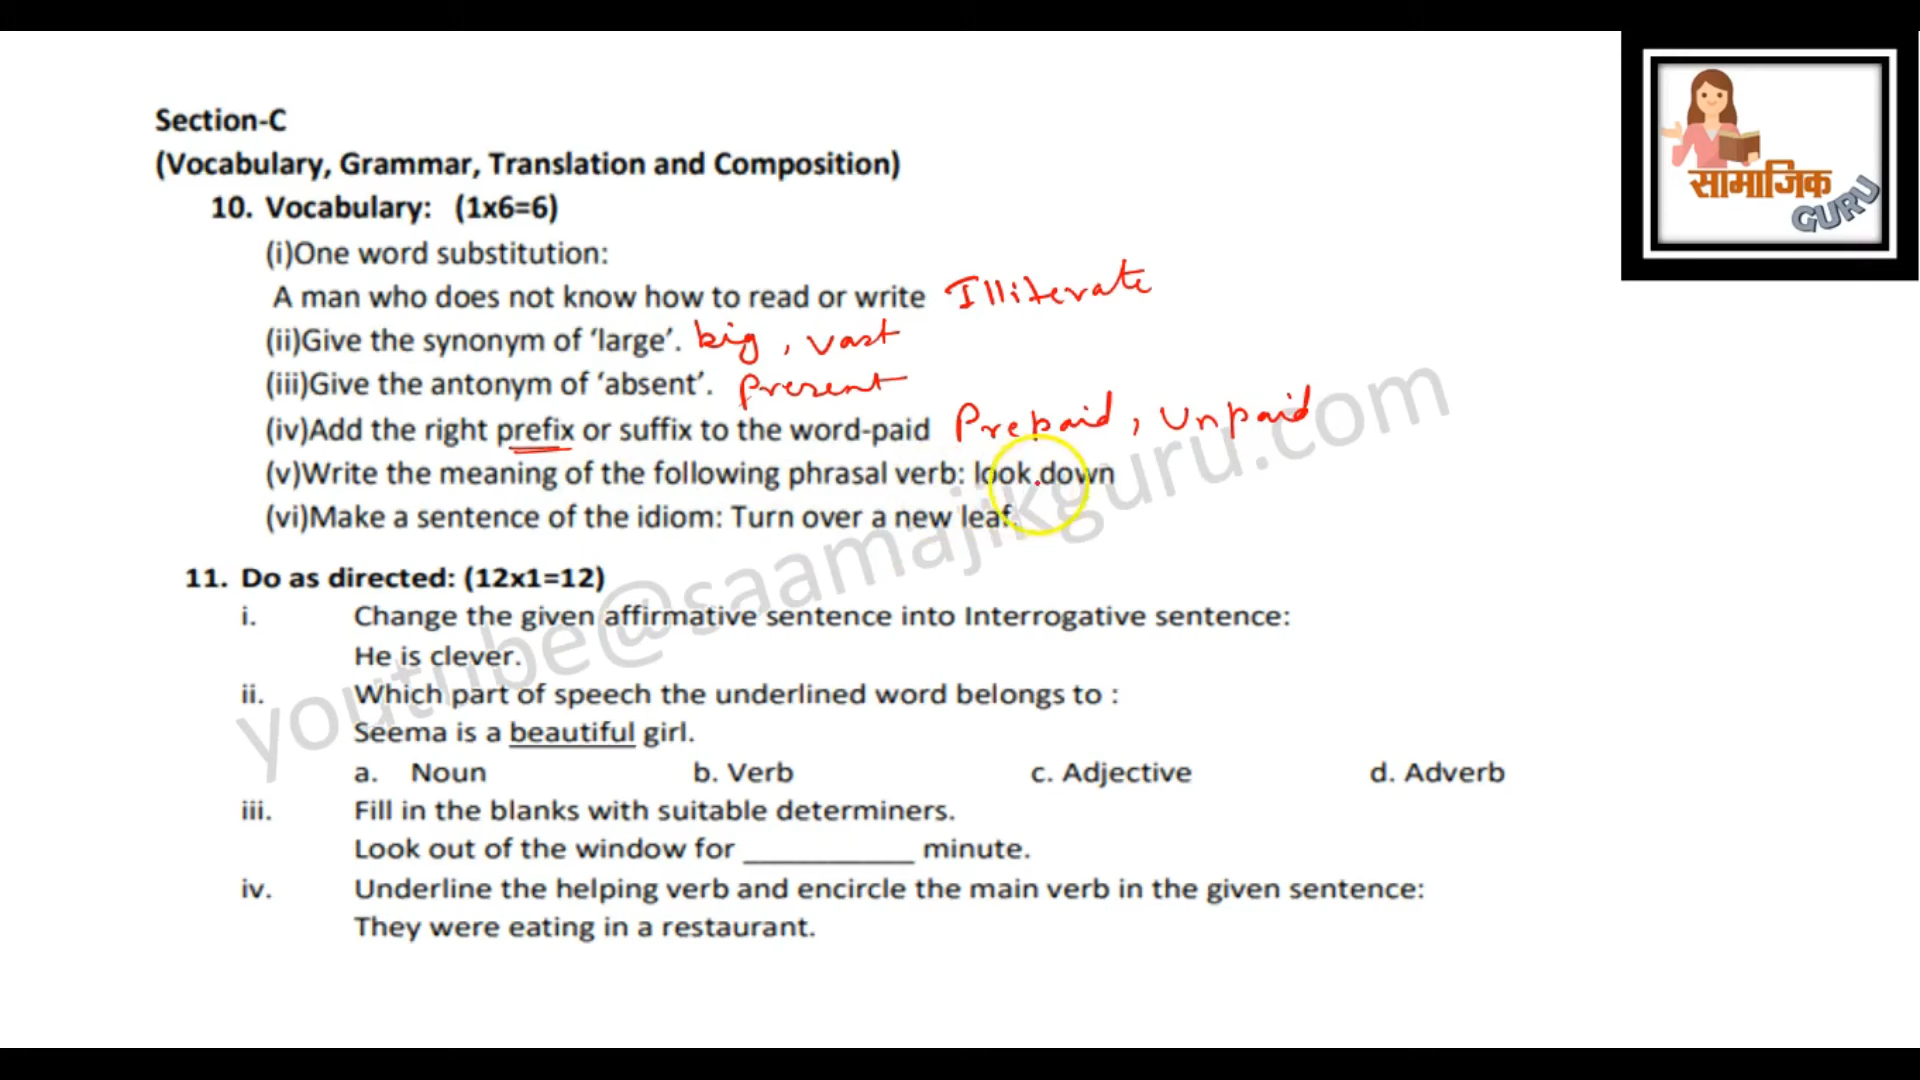 Section-C
(Vocabulary, Grammar, Translation and Composition)
10. Vocabulary: (1x6=6)
(i)One word substitution:
A man who does not know how to read or write Illiterate
(ii)Give the synonym of ‘large’. big, vast
(iii)Give the antonym of ‘absent’. Present
(iv)Add the right prefix or suffix to the word-paid Prepaid, Unpaid
(v)Write the meaning of the following phrasal verb: look down
(vi)Make a sentence of the idiom: Turn over a new leaf.
11. Do as directed: (12x1=12)
i. Change the given affirmative sentence into Interrogative sentence:
He is clever.
ii. Which part of speech the underlined word belongs to :
Seema is a beautiful girl.
a. Noun b. Verb c. Adjective d. Adverb
iii. Fill in the blanks with suitable determiners.
Look out of the window for ___________ minute.
iv. Underline the helping verb and encircle the main verb in the given sentence:
They were eating in a restaurant.
youtube@saamajikguru.com
सामाजिक
GURU